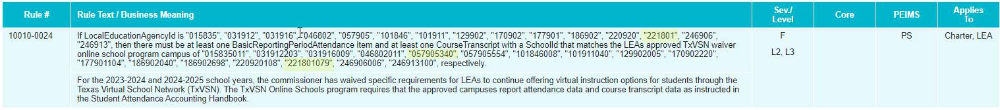 Rule # Rule Text / Business Meaning Sev./ Level Core PEIMS Applies To
10010-0024 If LocalEducationAgencyId is "015835", "031912", "031916", "046802", "057905", "101846", "101911", "129902", "170902", "177901", "186902", "220920", "221801", "246906", F PS Charter, LEA
"246913", then there must be at least one BasicReportingPeriodAttendance item and at least one CourseTranscript with a SchoolId that matches the LEAs approved TxVSN waiver
online school program campus of "015835011", "031912203", "031916009", "046802011", "057905340", "057905554", "101846008", "101911040", "129902005", "170902220", L2, L3
"177901104", "186902040", "186902698", "220920108", "221801079", "246906006", "246913100", respectively.
For the 2023-2024 and 2024-2025 school years, the commissioner has waived specific requirements for LEAs to continue offering virtual instruction options for students through the
Texas Virtual School Network (TxVSN). The TxVSN Online Schools program requires that the approved campuses report attendance data and course transcript data as instructed in
the Student Attendance Accounting Handbook.